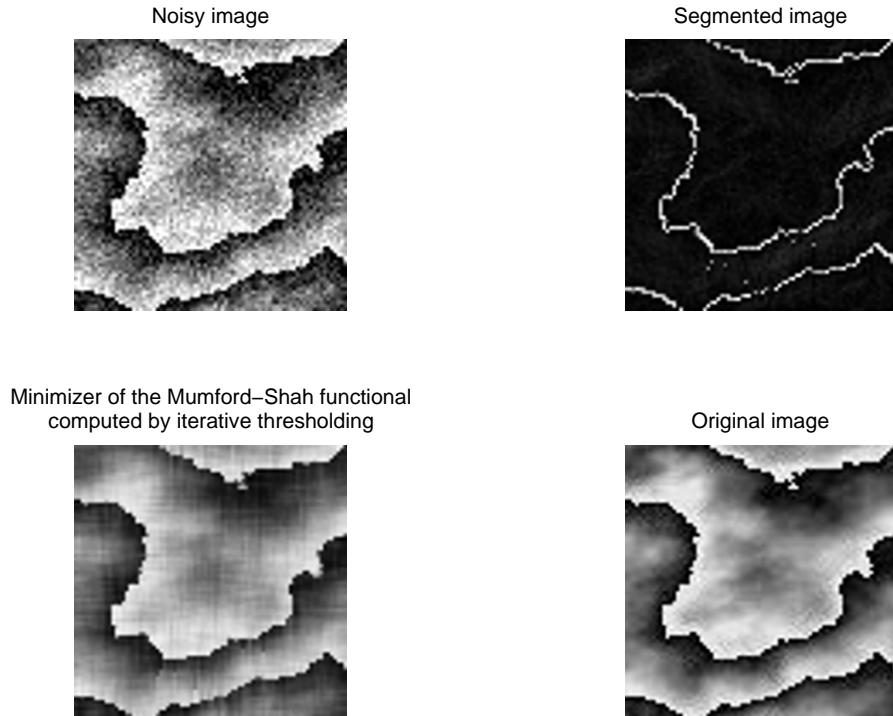 Noisy image
Segmented image
Minimizer of the Mumford−Shah functional
computed by iterative thresholding
Original image